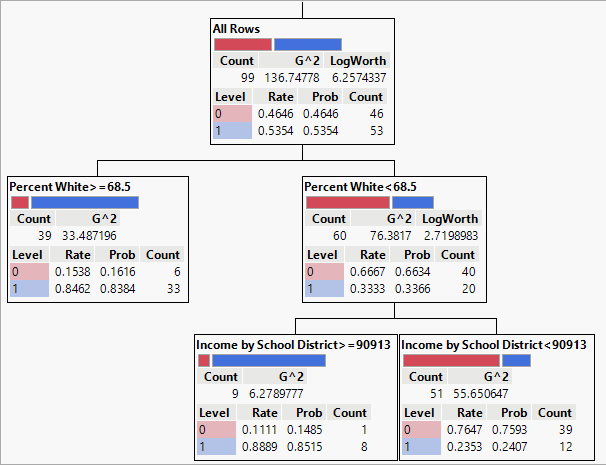 All Rows
Count G^2 LogWorth
99 136.74778 6.2574337
Level Rate Prob Count
0 0.4646 0.4646 46
1 0.5354 0.5354 53
Percent White>=68.5
Count G^2
39 33.487196
Level Rate Prob Count
0 0.1538 0.1616 6
1 0.8462 0.8384 33
Percent White<68.5
Count G^2 LogWorth
60 76.3817 2.7198983
Level Rate Prob Count
0 0.6667 0.6634 40
1 0.3333 0.3366 20
Income by School District>=90913
Count G^2
9 6.2789777
Level Rate Prob Count
0 0.1111 0.1485 1
1 0.8889 0.8515 8
Income by School District<90913
Count G^2
51 55.650647
Level Rate Prob Count
0 0.7647 0.7593 39
1 0.2353 0.2407 12